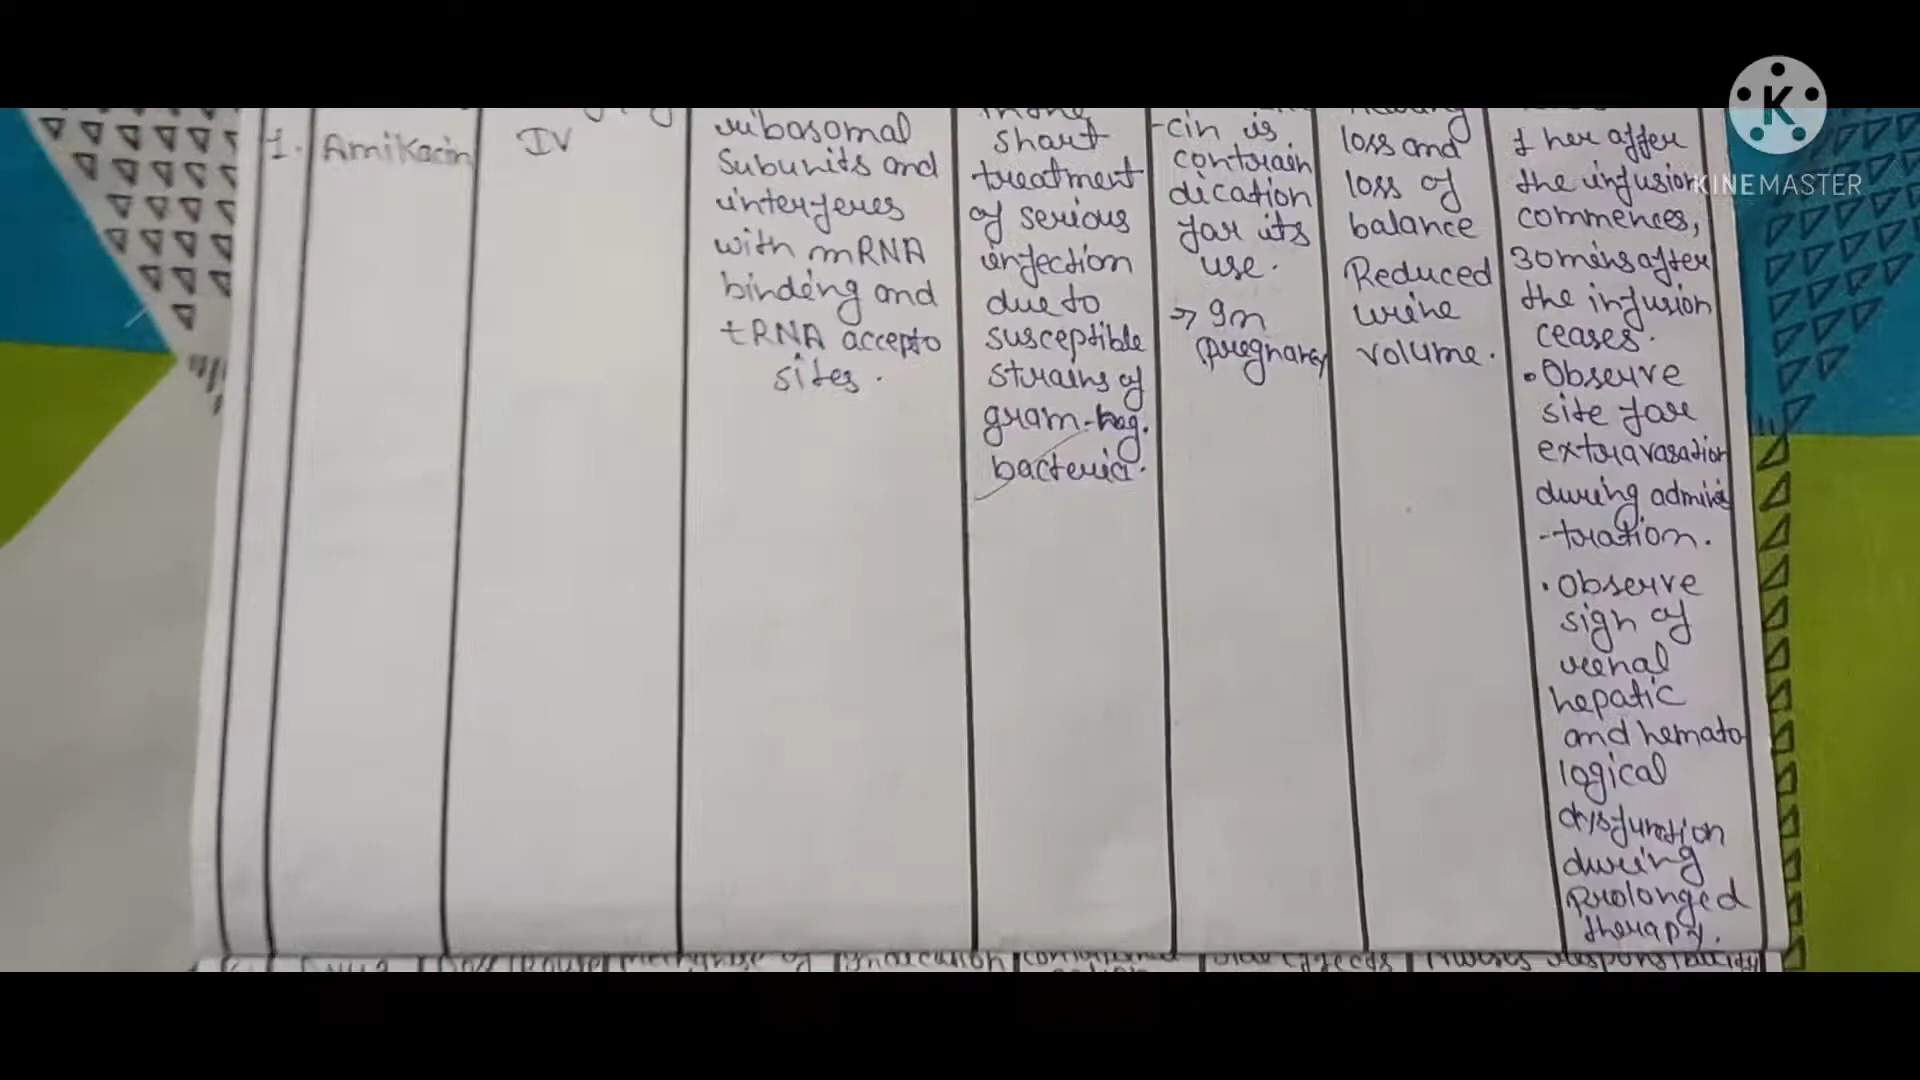 1.
Amikacin
IV
ribosomal
subunits and
interferes
with mRNA
binding and
tRNA accepto
sites.
short
treatment
of serious
infection
due to
susceptible
strains of
gram-neg.
bacteria.
-cin is
contrain
dication
for its
use.
→ In
pregnancy
loss and
loss of
balance
Reduced
urine
volume.
1 hr after
the infusion
commences,
30 mins after
the infusion
ceases.
• Observe
site for
extravasation
during adminis
-tration.
• Observe
sign of
renal
hepatic
and hemato
logical
dysfunction
during
prolonged
therapy.
K
KINEMASTER